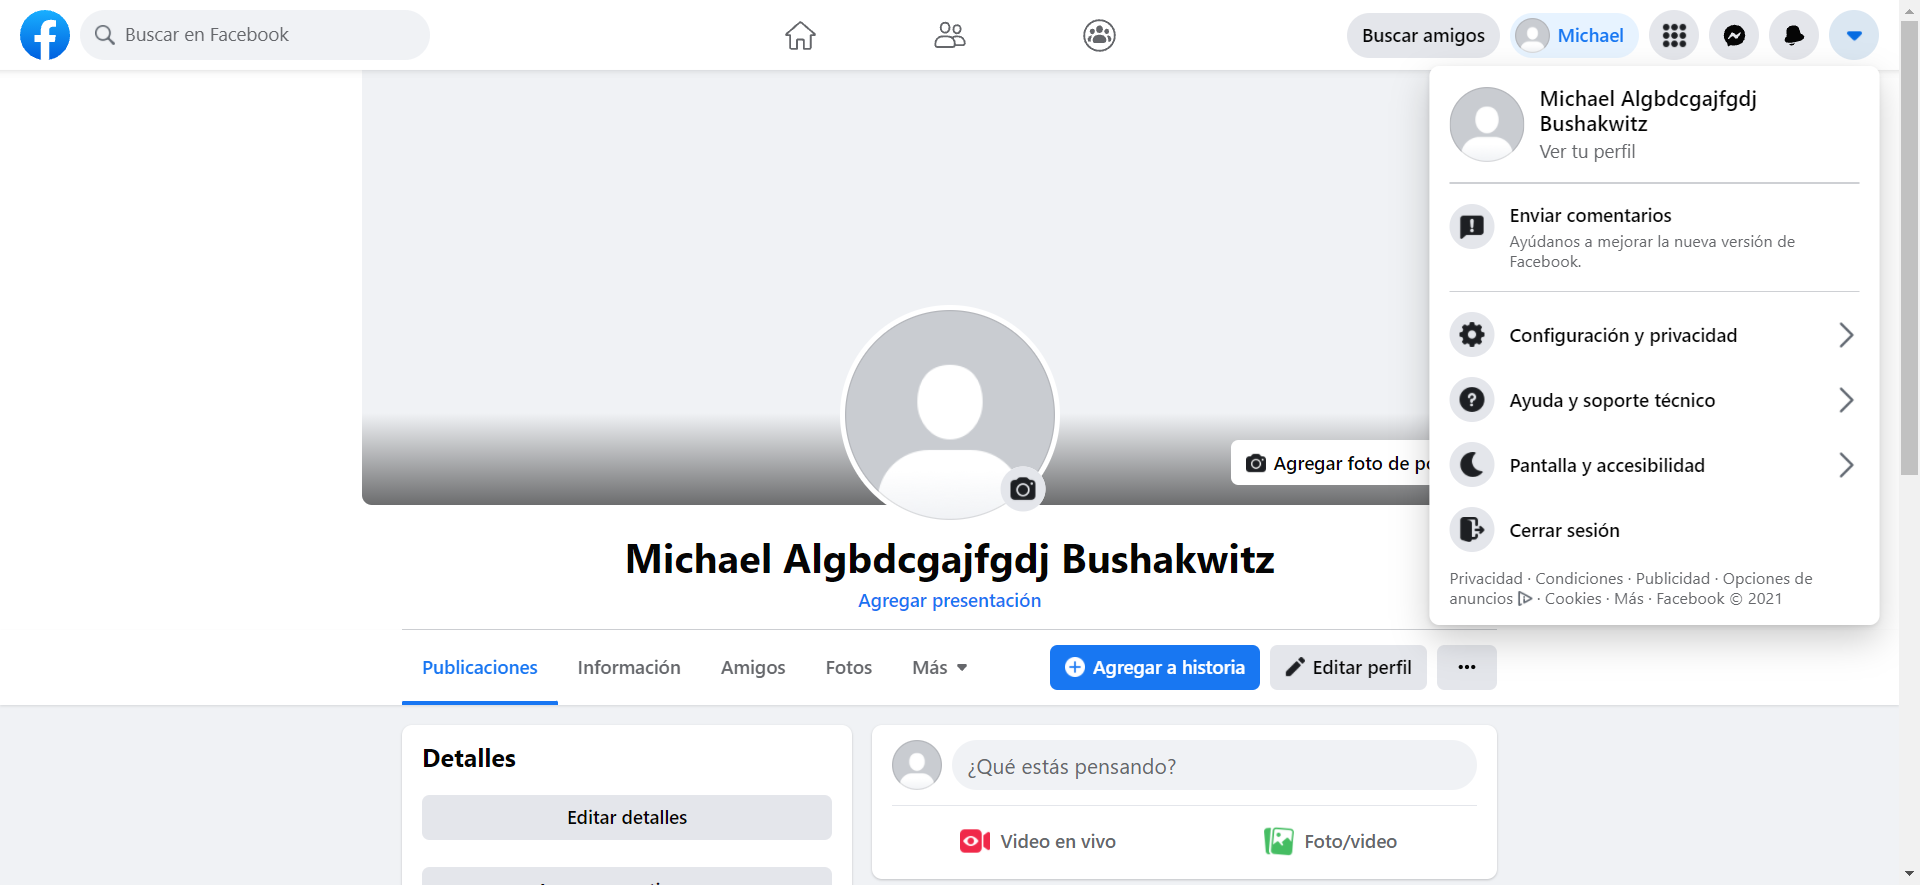 Buscar en Facebook
Buscar amigos
Michael
Michael Algbdcgajfgdj
Bushakwitz
Ver tu perfil
Enviar comentarios
Ayúdanos a mejorar la nueva versión de
Facebook.
Configuración y privacidad
Ayuda y soporte técnico
Pantalla y accesibilidad
Cerrar sesión
Privacidad · Condiciones · Publicidad · Opciones de
anuncios · Cookies · Más · Facebook © 2021
Agregar foto de
Michael Algbdcgajfgdj Bushakwitz
Agregar presentación
Publicaciones
Información
Amigos
Fotos
Más
Agregar a historia
Editar perfil
Detalles
Editar detalles
¿Qué estás pensando?
Video en vivo
Foto/video